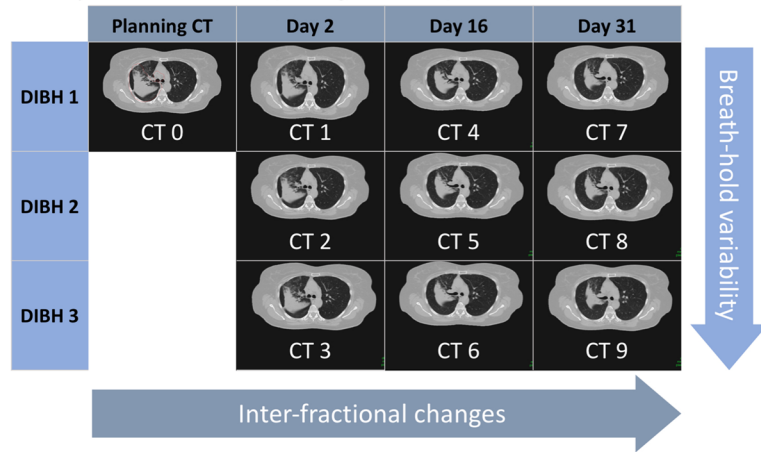 Planning CT Day 2 Day 16 Day 31
DIBH 1
CT 0 CT 1 CT 4 CT 7
DIBH 2
CT 2 CT 5 CT 8
DIBH 3
CT 3 CT 6 CT 9
Breath-hold variability
Inter-fractional changes